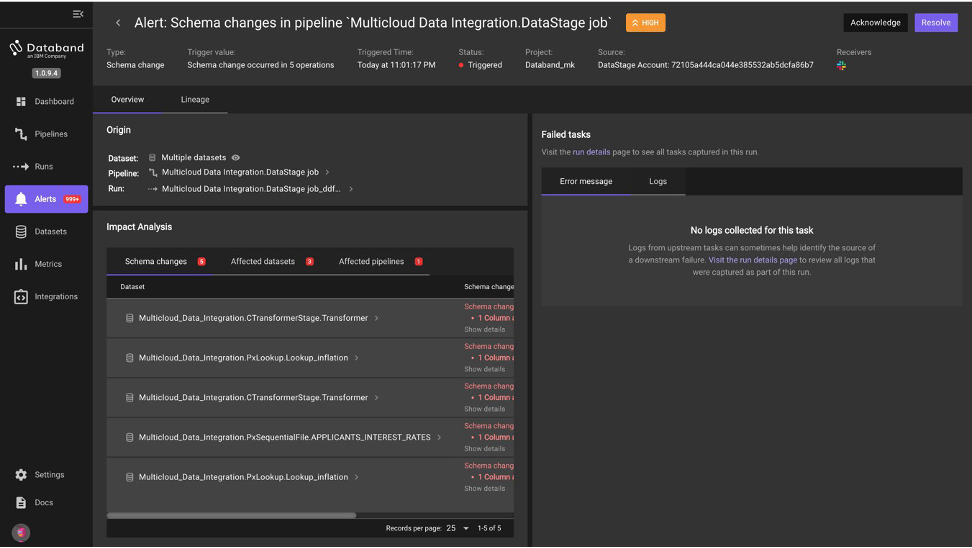 Alert: Schema changes in pipeline `Multicloud Data Integration.DataStage job`
HIGH
Acknowledge
Resolve
Databand
an IBM Company
1.0.9.4
Type:
Schema change
Trigger value:
Schema change occurred in 5 operations
Triggered Time:
Today at 11:01:17 PM
Status:
Triggered
Project:
Databand_mk
Source:
DataStage Account: 72105a444ca044e385532ab5dcfa86b7
Receivers
Dashboard
Pipelines
Runs
Alerts 999+
Datasets
Metrics
Integrations
Settings
Docs
Overview
Lineage
Origin
Dataset: Multiple datasets
Pipeline: Multicloud Data Integration.DataStage job
Run: Multicloud Data Integration.DataStage job_ddf...
Impact Analysis
Schema changes 5
Affected datasets 3
Affected pipelines 1
Dataset
Schema change
Multicloud_Data_Integration.CTransformerStage.Transformer
Schema chang
• 1 Column a
Show details
Multicloud_Data_Integration.PxLookup.Lookup_inflation
Schema chang
• 1 Column a
Show details
Multicloud_Data_Integration.CTransformerStage.Transformer
Schema chang
• 1 Column a
Show details
Multicloud_Data_Integration.PxSequentialFile.APPLICANTS_INTEREST_RATES
Schema chang
• 1 Column a
Show details
Multicloud_Data_Integration.PxLookup.Lookup_inflation
Schema chang
• 1 Column a
Show details
Records per page: 25
1-5 of 5
Failed tasks
Visit the run details page to see all tasks captured in this run.
Error message
Logs
No logs collected for this task
Logs from upstream tasks can sometimes help identify the source of
a downstream failure. Visit the run details page to review all logs that
were captured as part of this run.